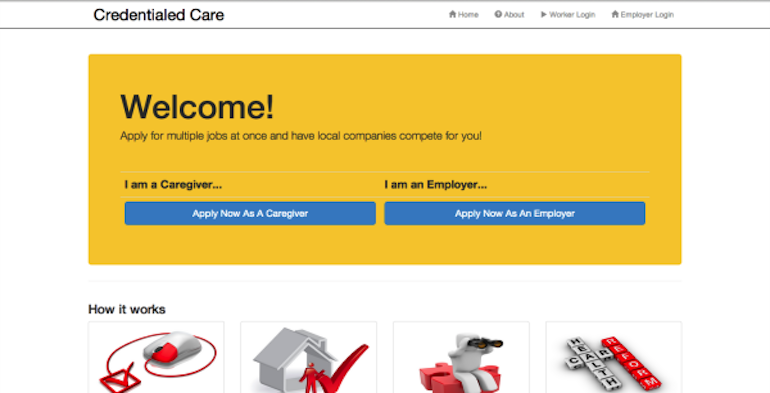 Credentialed Care
Home About Worker Login Employer Login
Welcome!
Apply for multiple jobs at once and have local companies compete for you!
I am a Caregiver... I am an Employer...
Apply Now As A Caregiver Apply Now As An Employer
How it works
HEALTH
CARE
REFORM